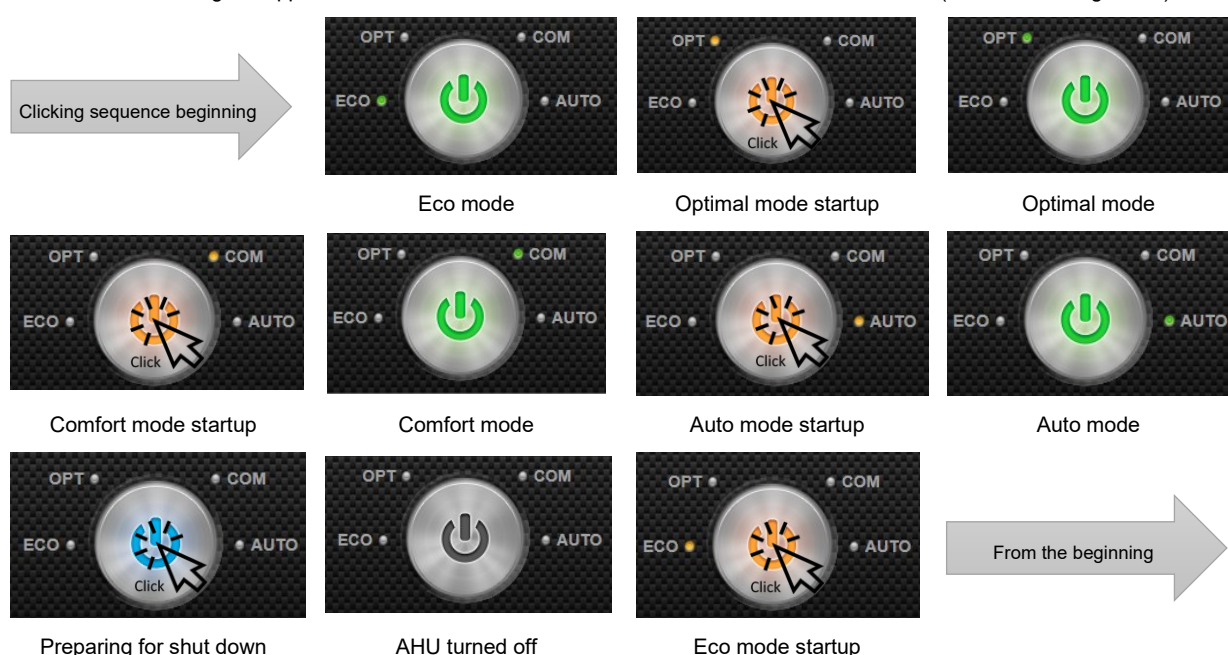 Clicking sequence beginning
OPT COM
ECO AUTO
Eco mode
OPT COM
ECO AUTO
Click
Optimal mode startup
OPT COM
ECO AUTO
Optimal mode
OPT COM
ECO AUTO
Click
Comfort mode startup
OPT COM
ECO AUTO
Comfort mode
OPT COM
ECO AUTO
Click
Auto mode startup
OPT COM
ECO AUTO
Auto mode
OPT COM
ECO AUTO
Click
Preparing for shut down
OPT COM
ECO AUTO
AHU turned off
OPT COM
ECO AUTO
Click
Eco mode startup
From the beginning